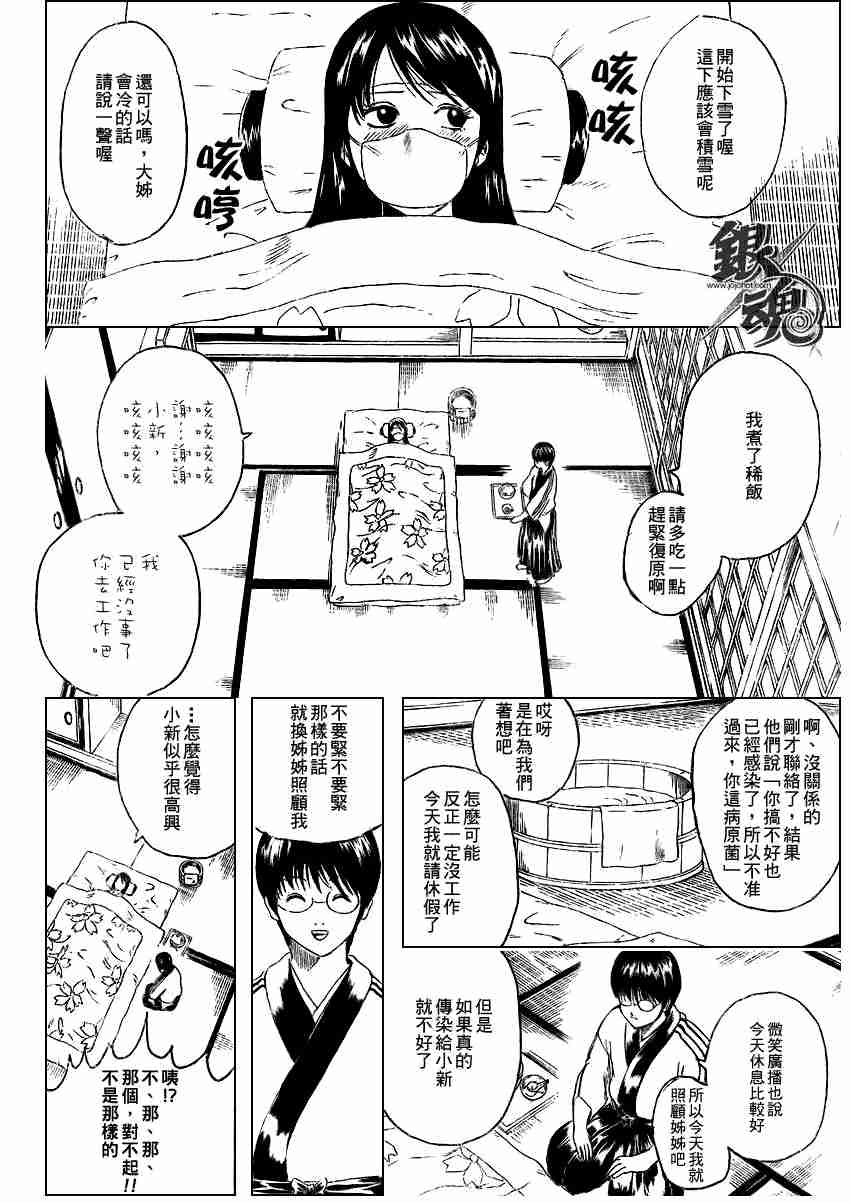 開始下雪了喔
這下應該會積雪呢
咳
咳
還可以嗎，大姊
會冷的話
請說一聲喔
咳
哼
銀魂
www.jojohot.com
我煮了稀飯
請多吃一點
趕緊復原啊
咳咳咳咳
謝…謝謝
小新，
咳咳咳咳
我
已經沒事了
你去工作吧
啊、沒關係的
剛才聯絡了，結果
他們說「你搞不好也
已經感染了，所以不准
過來，你這病原菌」
哎呀
是在為我們
著想吧
怎麼可能
反正一定沒工作
今天我就請休假了
微笑廣播也說
今天休息比較好
所以今天我就
照顧姊姊吧
但是
如果真的
傳染給小新
就不好了
不要緊不要緊
那樣的話
就換姊姊照顧我
…怎麼覺得
小新似乎很高興
咦!?
不、那、那、
那個，對不起!!
不是那樣的